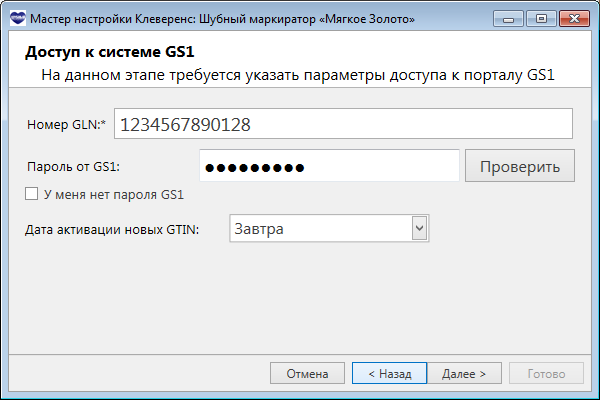 Мастер настройки Клеверенс: Шубный маркиратор «Мягкое Золото»
Доступ к системе GS1
На данном этапе требуется указать параметры доступа к порталу GS1
Номер GLN:* 1234567890128
Пароль от GS1: ●●●●●●●●● Проверить
У меня нет пароля GS1
Дата активации новых GTIN: Завтра
Отмена < Назад Далее > Готово